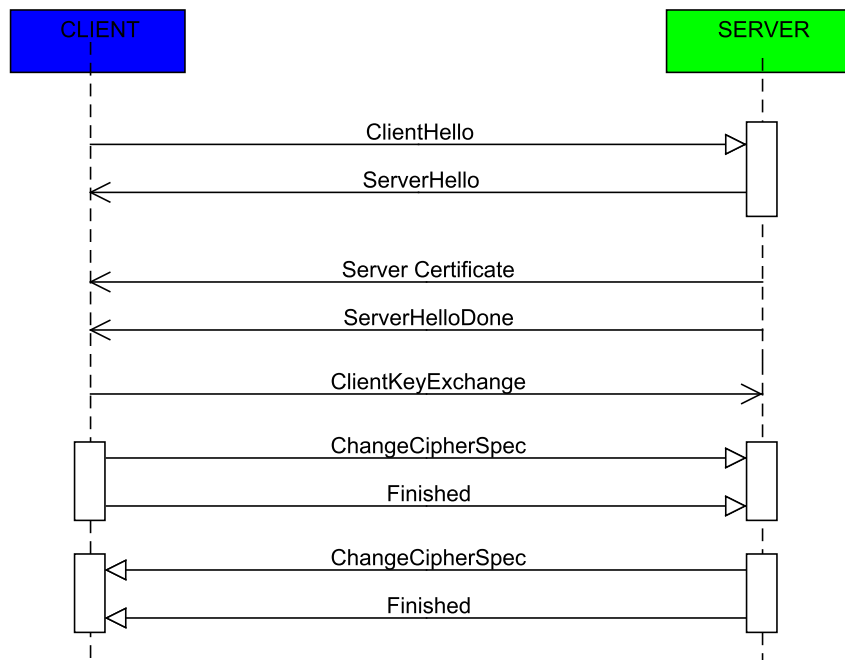 CLIENT
SERVER
ClientHello
ServerHello
Server Certificate
ServerHelloDone
ClientKeyExchange
ChangeCipherSpec
Finished
ChangeCipherSpec
Finished